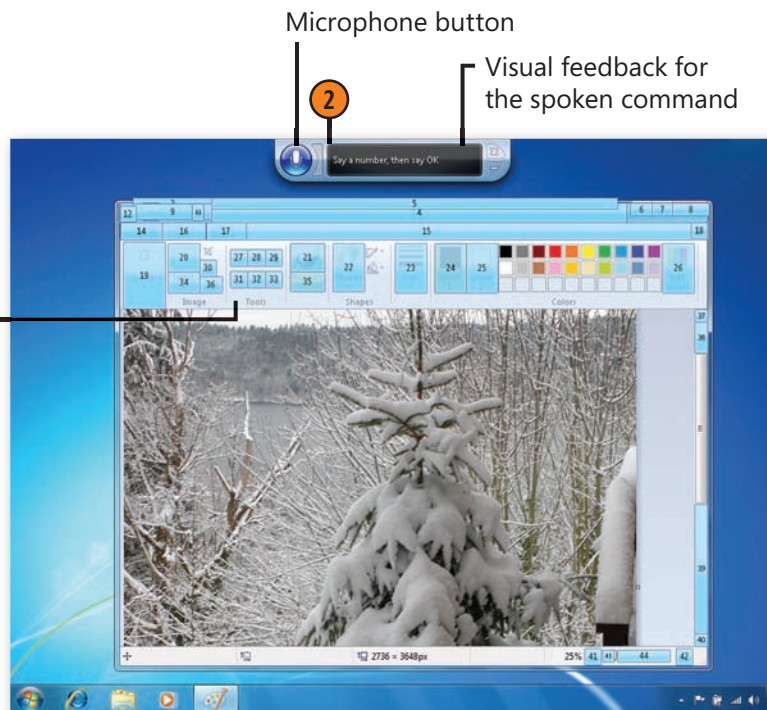 Microphone button
Visual feedback for
the spoken command
2
Say a number, then say OK
5
4
12 9 6 7 8
14 16 17 15 18
19 20 30 34 36 27 28 29 31 32 33 21 35 22 23 24 25 26
Image Tools Shapes Colors
37
38
39
40
2736 × 3648px 25% 41 43 44 42